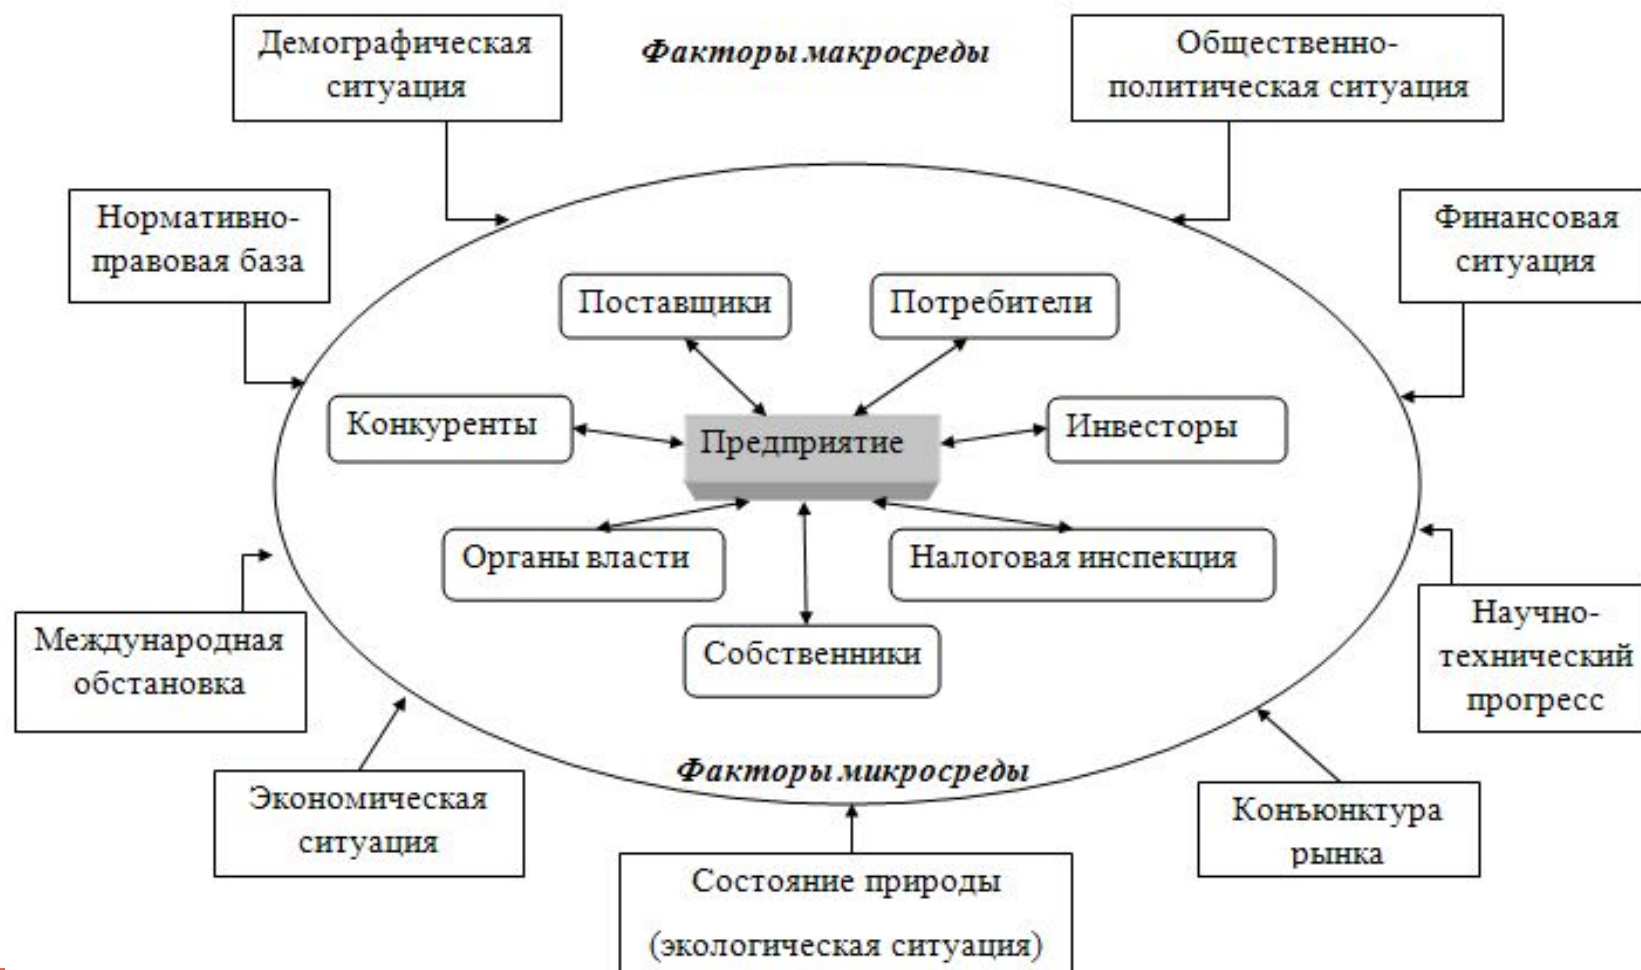 Демографическая
ситуация
Факторы макросреды
Общественно-
политическая ситуация
Нормативно-
правовая база
Финансовая
ситуация
Поставщики
Потребители
Конкуренты
Предприятие
Инвесторы
Органы власти
Налоговая инспекция
Собственники
Международная
обстановка
Научно-
технический
прогресс
Факторы микросреды
Экономическая
ситуация
Конъюнктура
рынка
Состояние природы
(экологическая ситуация)